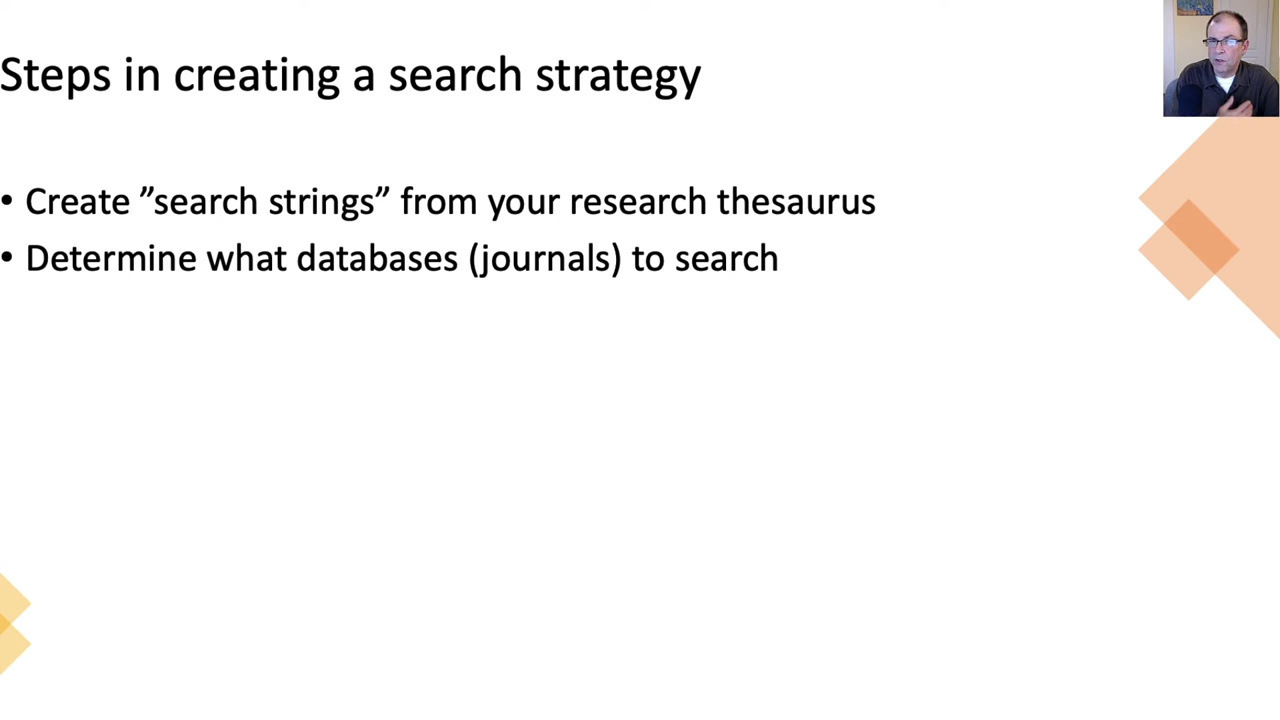 Steps in creating a search strategy
• Create ”search strings” from your research thesaurus
• Determine what databases (journals) to search